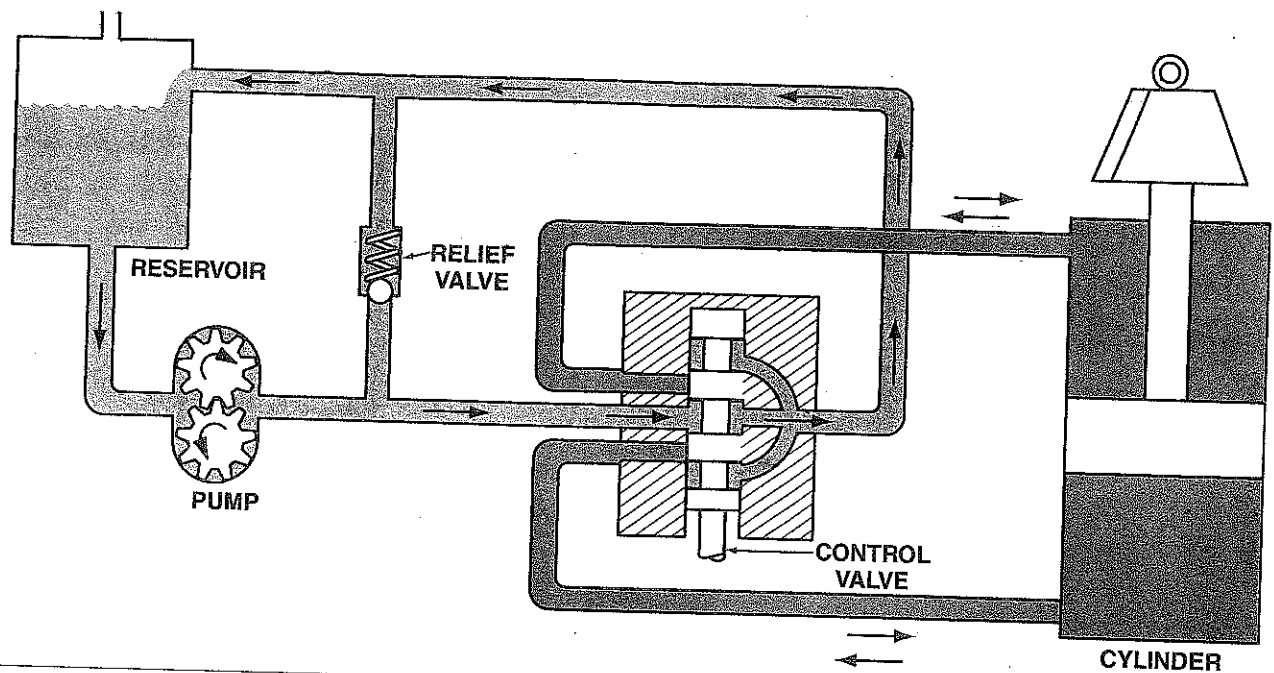 RESERVOIR
RELIEF
VALVE
PUMP
CONTROL
VALVE
CYLINDER